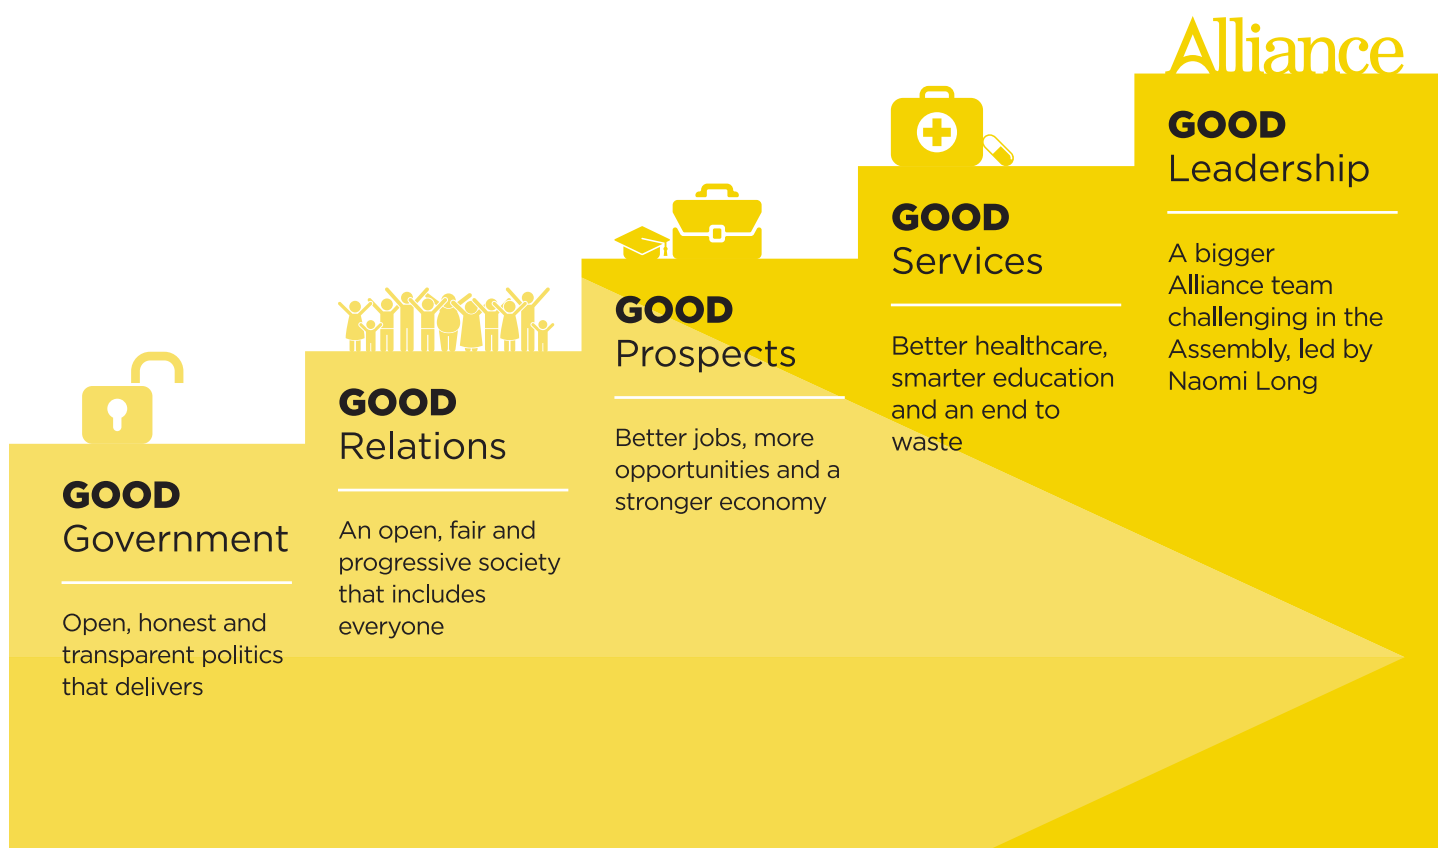 GOOD
Government
Open, honest and
transparent politics
that delivers
GOOD
Relations
An open, fair and
progressive society
that includes
everyone
GOOD
Prospects
Better jobs, more
opportunities and a
stronger economy
GOOD
Services
Better healthcare,
smarter education
and an end to
waste
Alliance
GOOD
Leadership
A bigger
Alliance team
challenging in the
Assembly, led by
Naomi Long